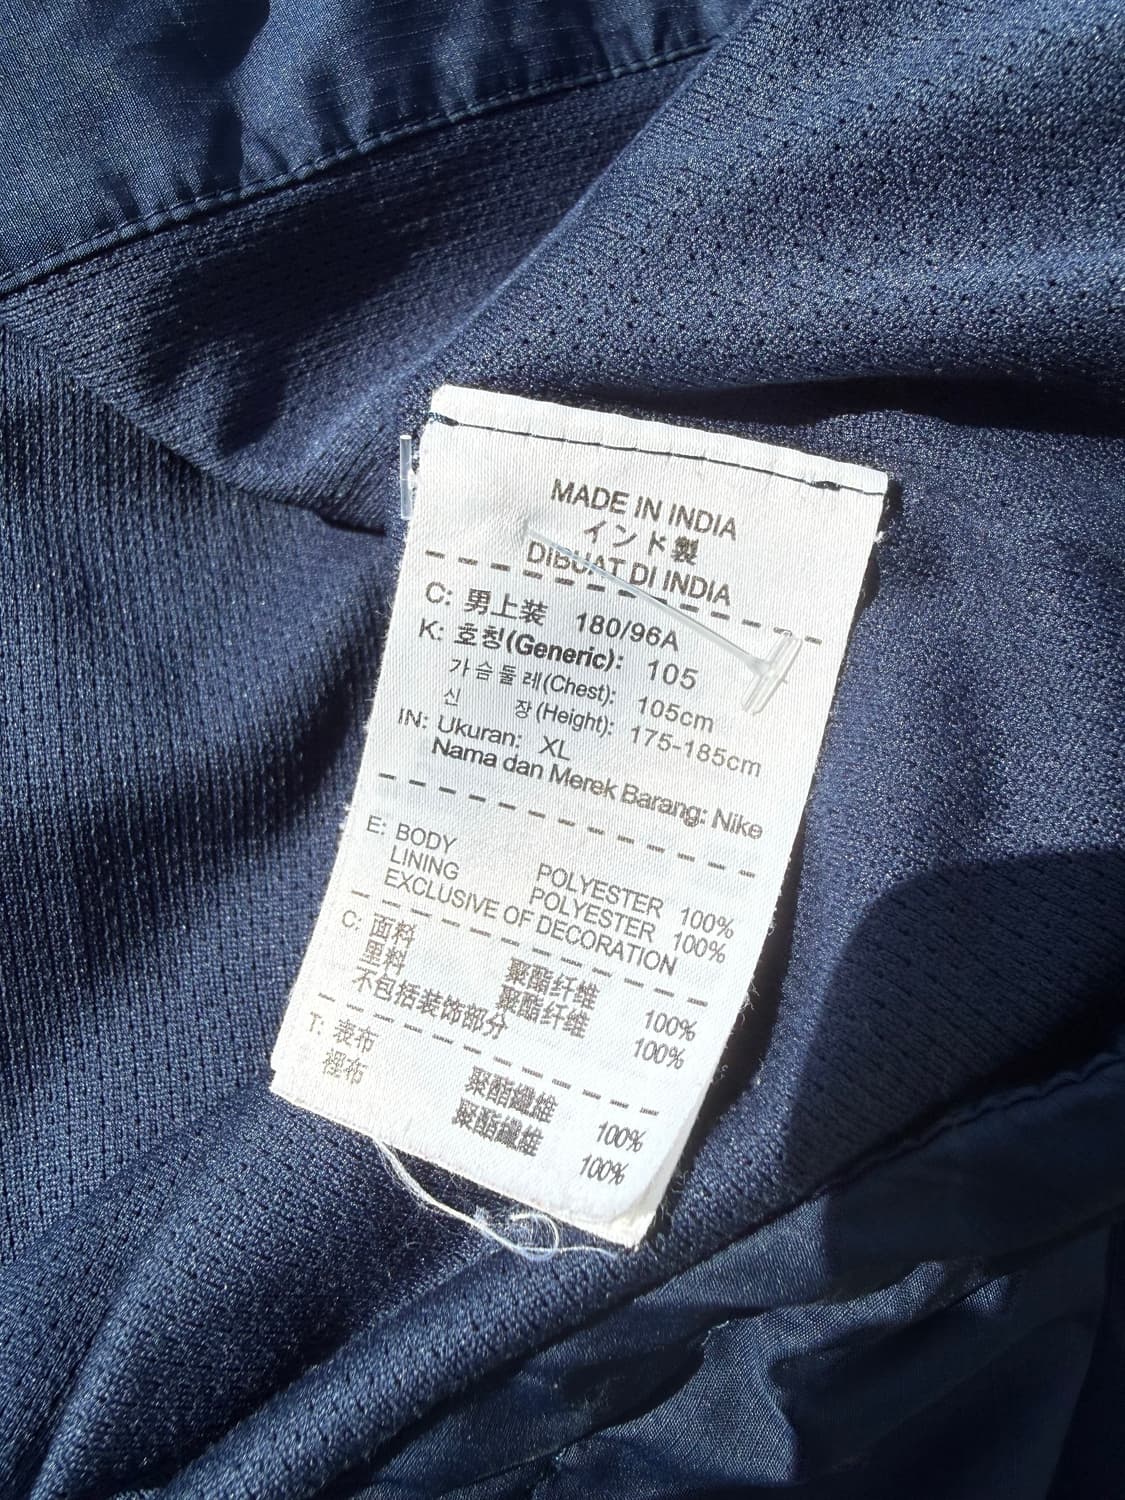 MADE IN INDIA
インド製
DIBUAT DI INDIA
C: 男上装 180/96A
K: 호칭(Generic): 105
가슴둘레(Chest): 105cm
신 장(Height): 175-185cm
IN: Ukuran: XL
Nama dan Merek Barang: Nike
E: BODY POLYESTER 100%
LINING POLYESTER 100%
EXCLUSIVE OF DECORATION
C: 面料 聚酯纤维 100%
里料 聚酯纤维 100%
不包括装饰部分
T: 表布 聚酯纖維 100%
裡布 聚酯纖維 100%